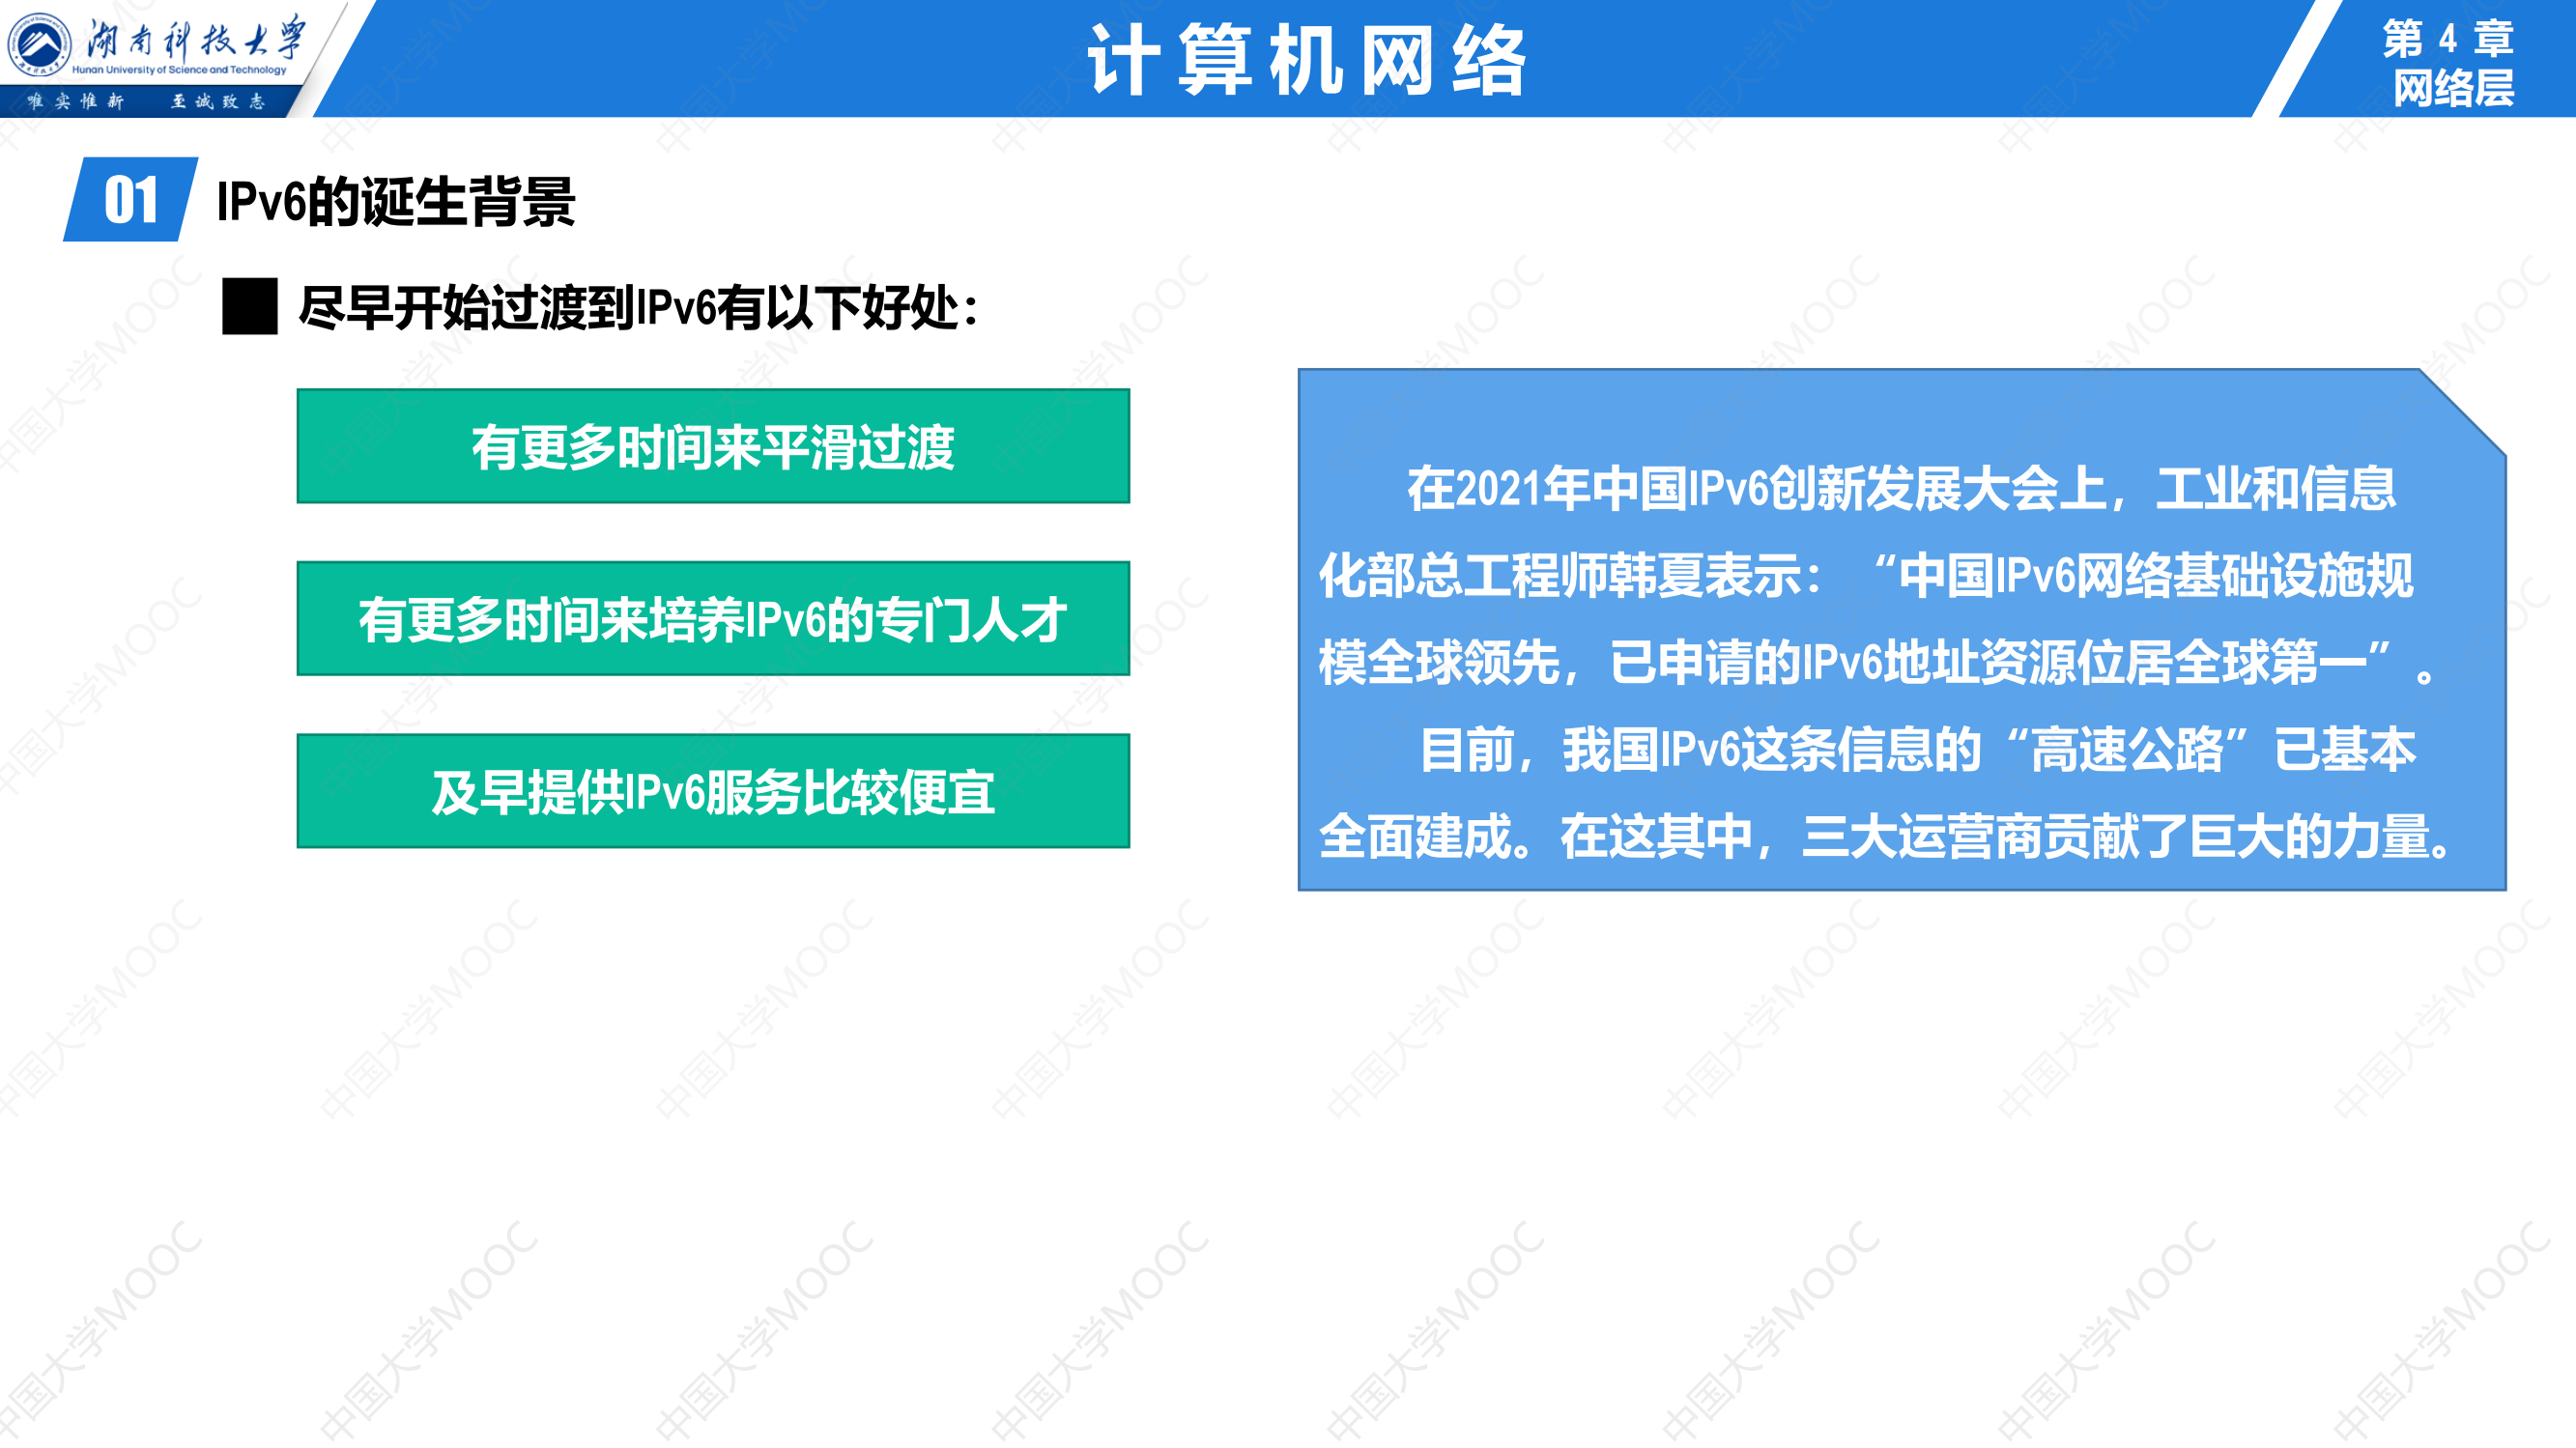 湖南科技大学
Hunan University of Science and Technology
唯实惟新 至诚致志
计算机网络
第 4 章
网络层
01
IPv6的诞生背景
尽早开始过渡到IPv6有以下好处：
有更多时间来平滑过渡
有更多时间来培养IPv6的专门人才
及早提供IPv6服务比较便宜
在2021年中国IPv6创新发展大会上，工业和信息
化部总工程师韩夏表示：“中国IPv6网络基础设施规
模全球领先，已申请的IPv6地址资源位居全球第一”。
目前，我国IPv6这条信息的“高速公路”已基本
全面建成。在这其中，三大运营商贡献了巨大的力量。
中国大学MOOC